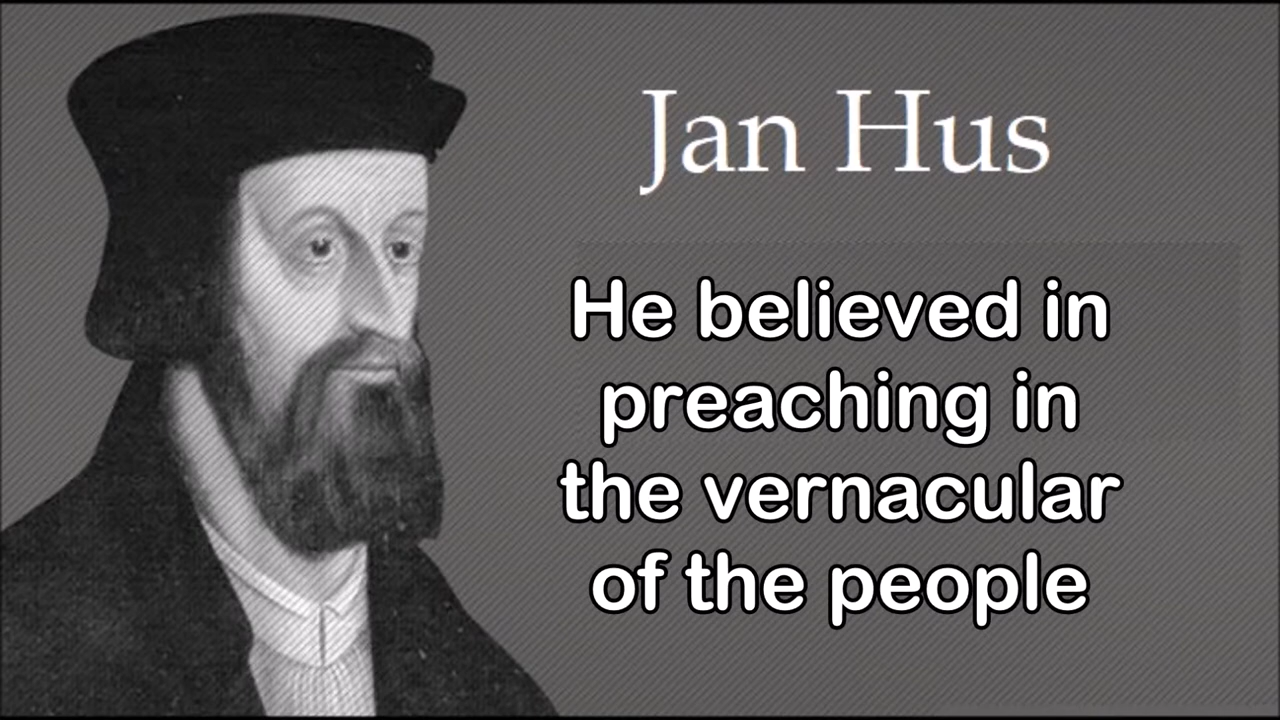 Jan Hus
He believed in
preaching in
the vernacular
of the people